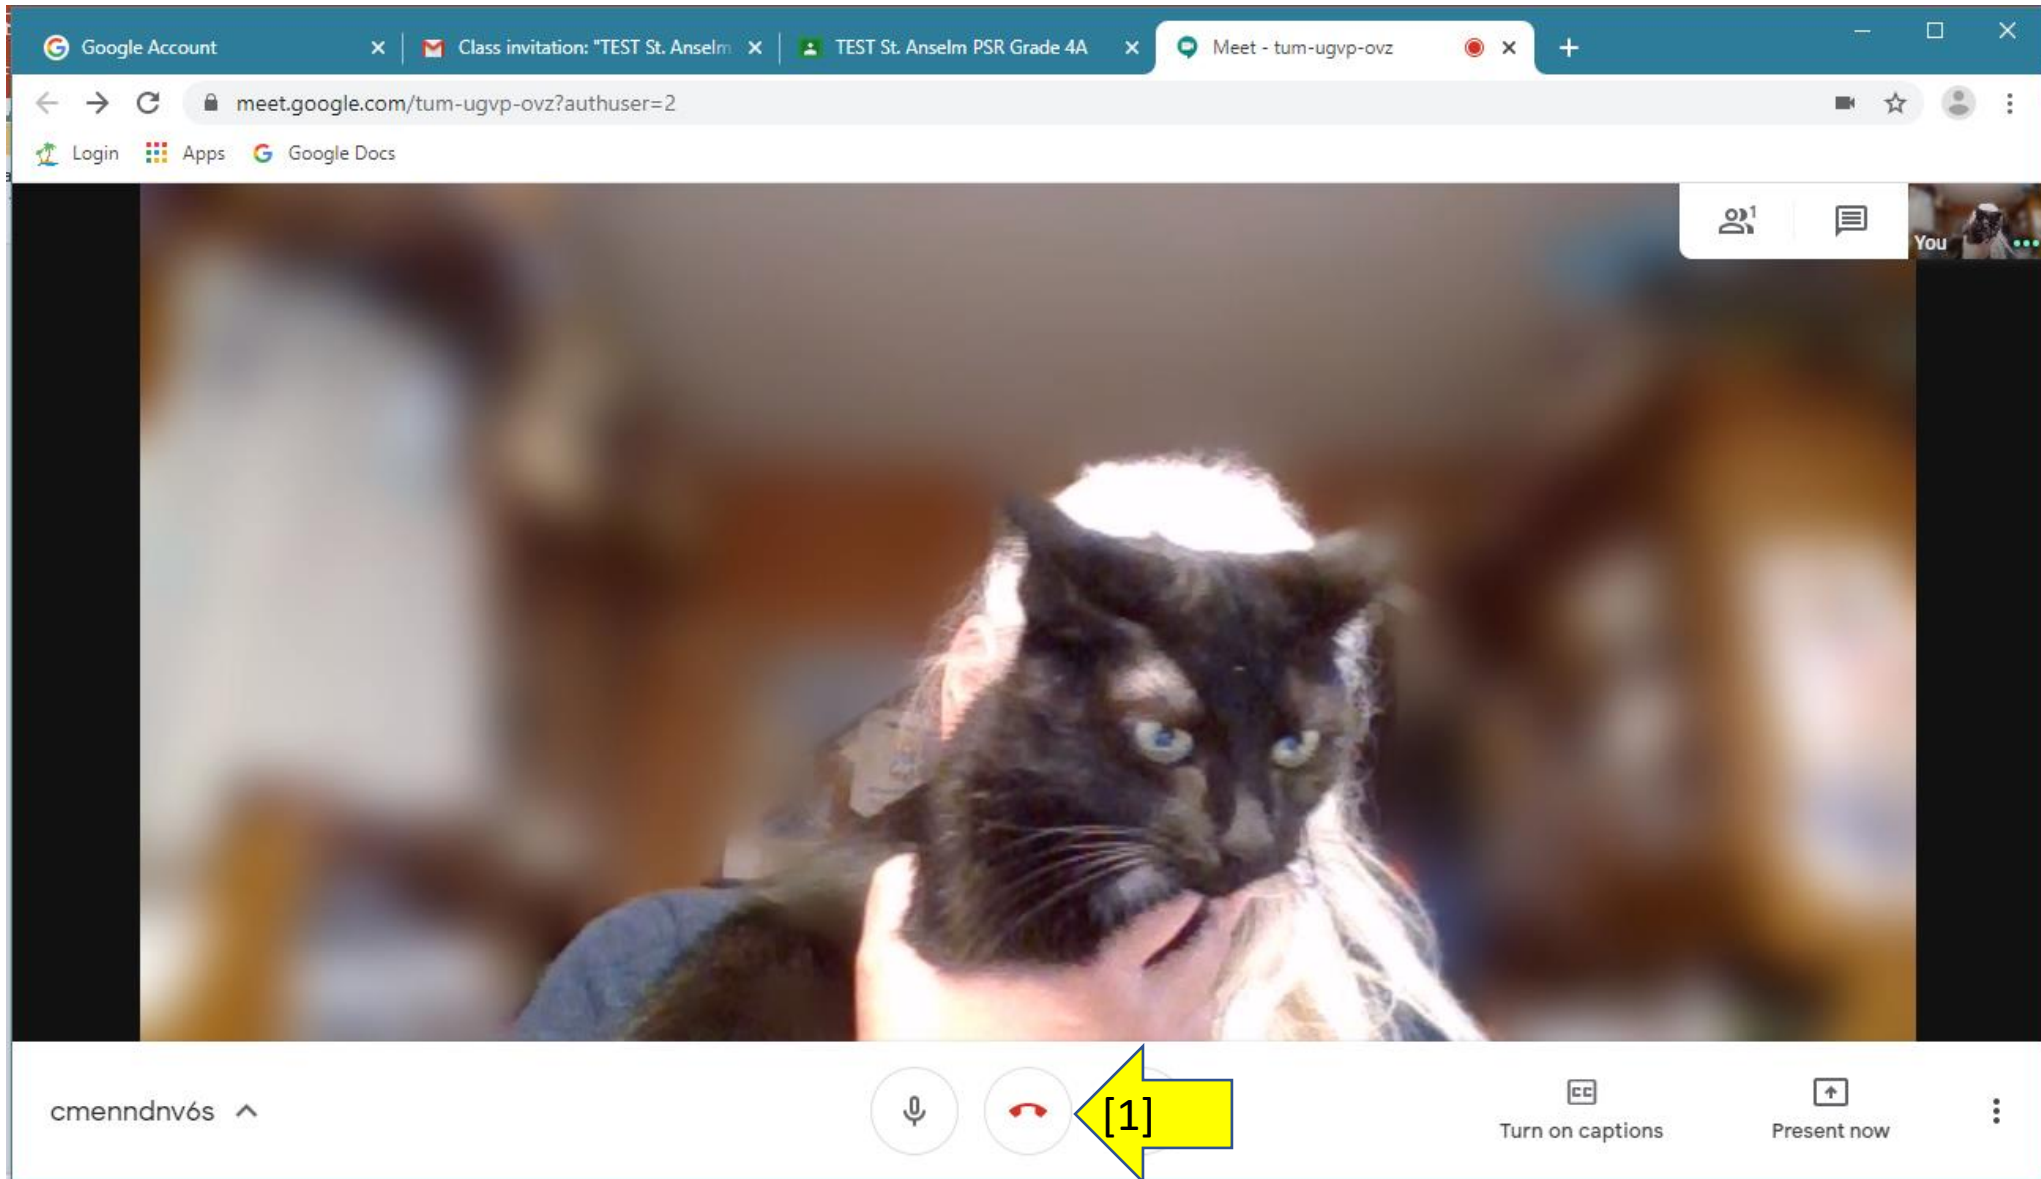 Google Account
Class invitation: "TEST St. Anselm
TEST St. Anselm PSR Grade 4A
Meet - tum-ugvp-ovz
meet.google.com/tum-ugvp-ovz?authuser=2
Login
Apps
Google Docs
1
You
cmenndnv6s
[1]
CC
Turn on captions
Present now